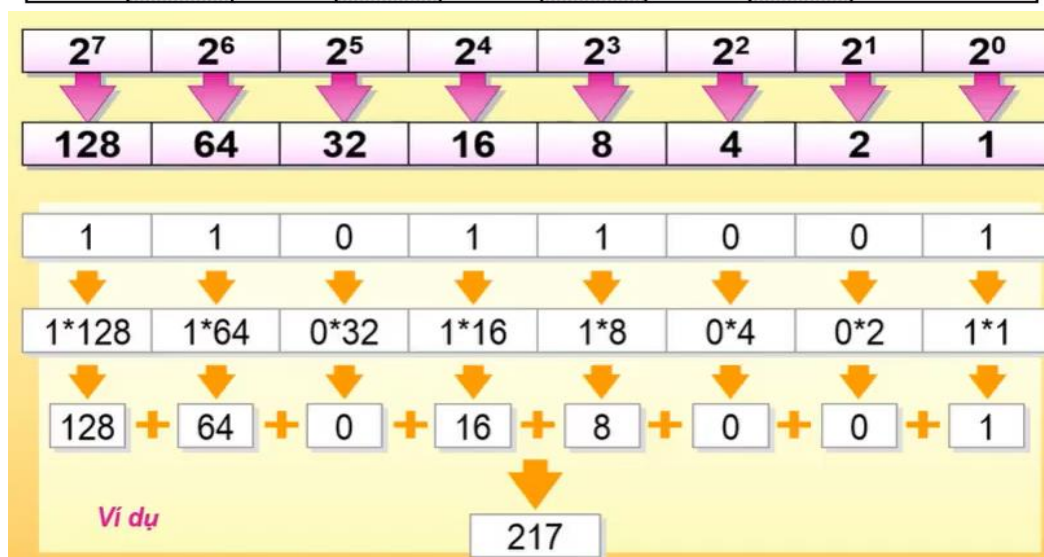 2⁷ 2⁶ 2⁵ 2⁴ 2³ 2² 2¹ 2⁰
128 64 32 16 8 4 2 1
1 1 0 1 1 0 0 1
1*128 1*64 0*32 1*16 1*8 0*4 0*2 1*1
128 + 64 + 0 + 16 + 8 + 0 + 0 + 1
Ví dụ
217